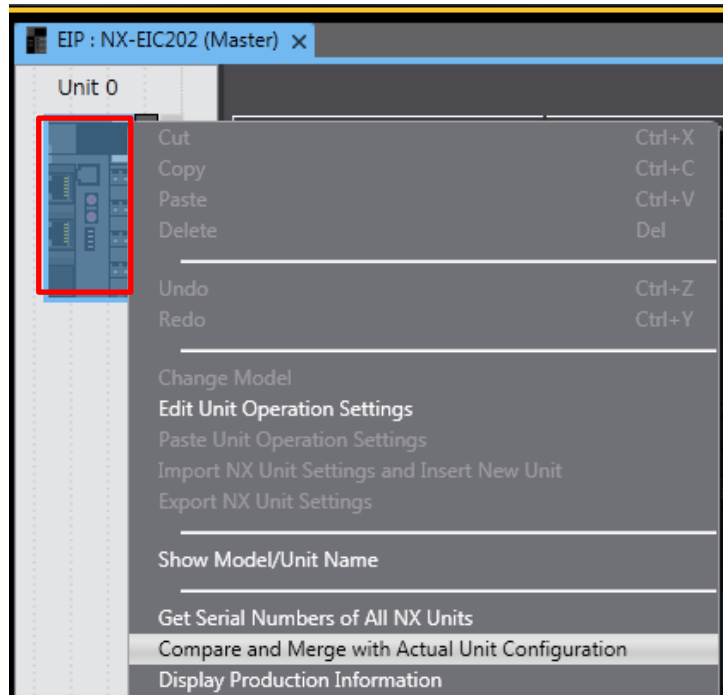 EIP : NX-EIC202 (Master) ×
Unit 0
Cut Ctrl+X
Copy Ctrl+C
Paste Ctrl+V
Delete Del
Undo Ctrl+Z
Redo Ctrl+Y
Change Model
Edit Unit Operation Settings
Paste Unit Operation Settings
Import NX Unit Settings and Insert New Unit
Export NX Unit Settings
Show Model/Unit Name
Get Serial Numbers of All NX Units
Compare and Merge with Actual Unit Configuration
Display Production Information